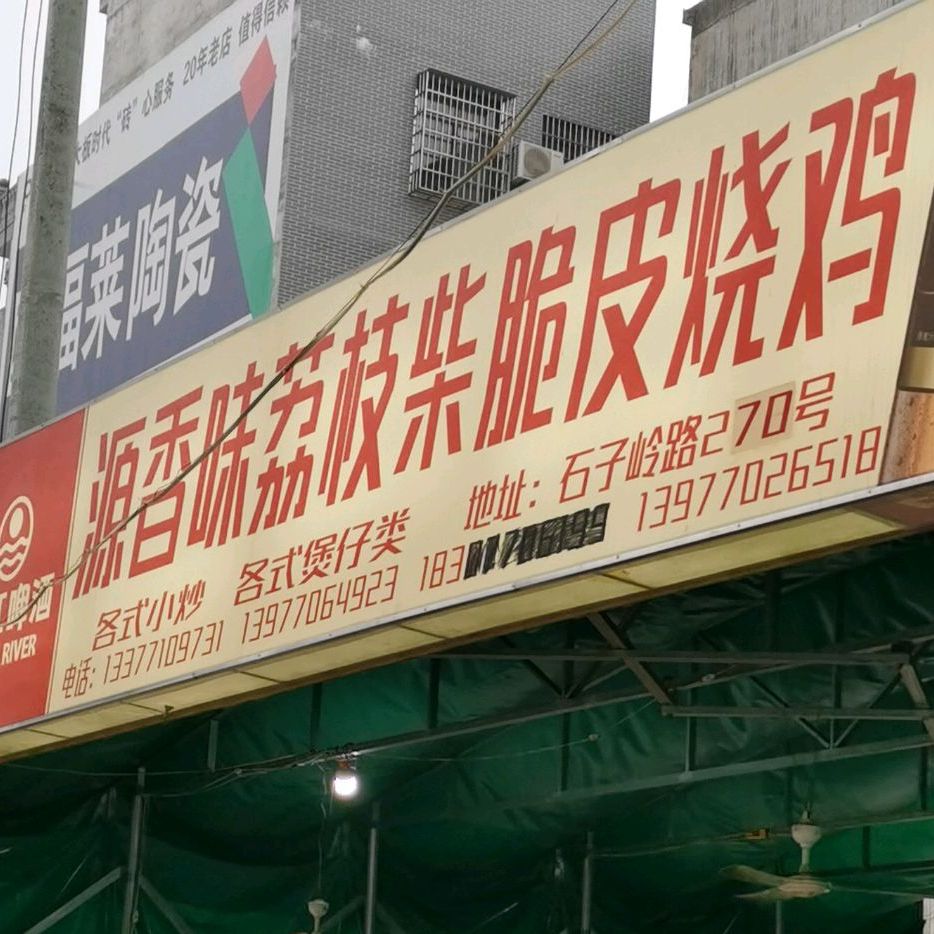 大板时代 “砖”心服务 20年老店 值得信赖
福莱陶瓷
源香味荔枝柴脆皮烧鸡
各式小炒 各式煲仔类 地址：石子岭路270号
电话：13377109731 13977064923 183 13977026518
啤酒
RIVER